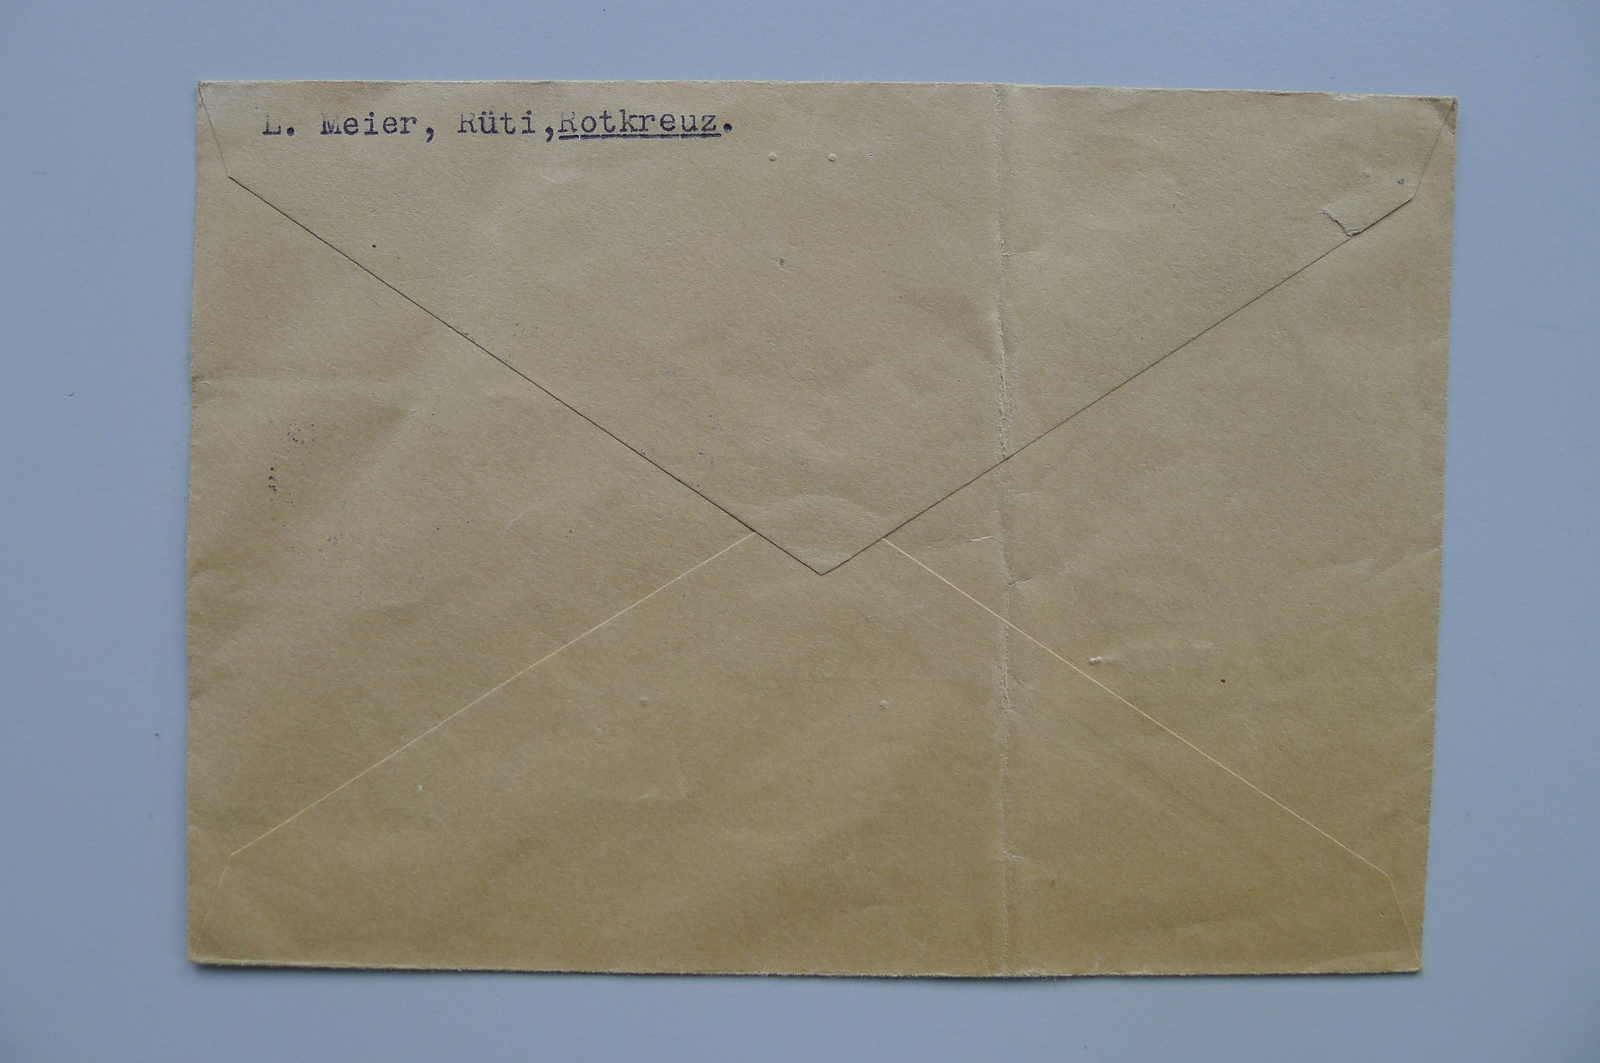 L. Meier, Rüti,Rotkreuz.